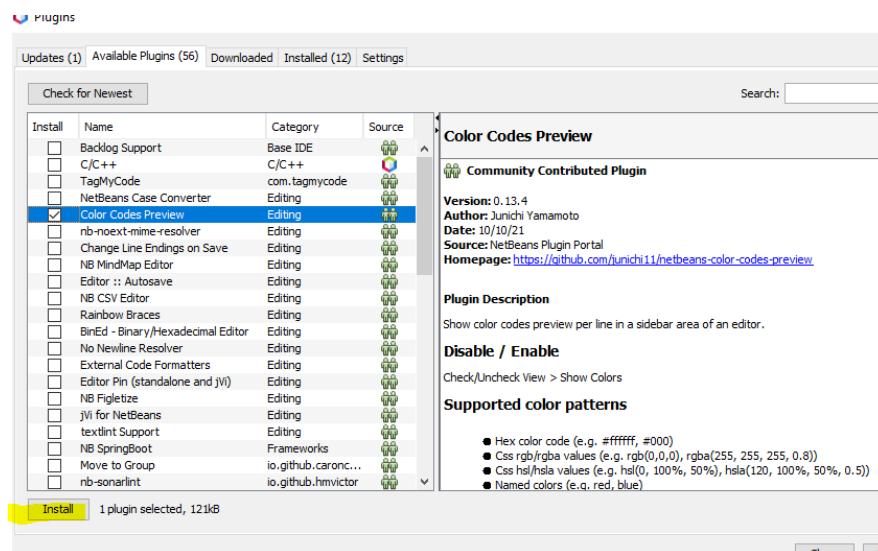 Plugins
Updates (1) Available Plugins (56) Downloaded Installed (12) Settings
Check for Newest Search:
Install Name Category Source
Backlog Support Base IDE
C/C++ C/C++
TagMyCode com.tagmycode
NetBeans Case Converter Editing
Color Codes Preview Editing
nb-noext-mime-resolver Editing
Change Line Endings on Save Editing
NB MindMap Editor Editing
Editor :: Autosave Editing
NB CSV Editor Editing
Rainbow Braces Editing
BinEd - Binary/Hexadecimal Editor Editing
No Newline Resolver Editing
External Code Formatters Editing
Editor Pin (standalone and jVi) Editing
NB Figletize Editing
jVi for NetBeans Editing
textlint Support Editing
NB SpringBoot Frameworks
Move to Group io.github.caronc...
nb-sonarlint io.github.hmvictor
Color Codes Preview
Community Contributed Plugin
Version: 0.13.4
Author: Junichi Yamamoto
Date: 10/10/21
Source: NetBeans Plugin Portal
Homepage: https://github.com/junichi11/netbeans-color-codes-preview
Plugin Description
Show color codes preview per line in a sidebar area of an editor.
Disable / Enable
Check/Uncheck View > Show Colors
Supported color patterns
Hex color code (e.g. #ffffff, #000)
Css rgb/rgba values (e.g. rgb(0,0,0), rgba(255, 255, 255, 0.8))
Css hsl/hsla values (e.g. hsl(0, 100%, 50%), hsla(120, 100%, 50%, 0.5))
Named colors (e.g. red, blue)
Install 1 plugin selected, 121kB